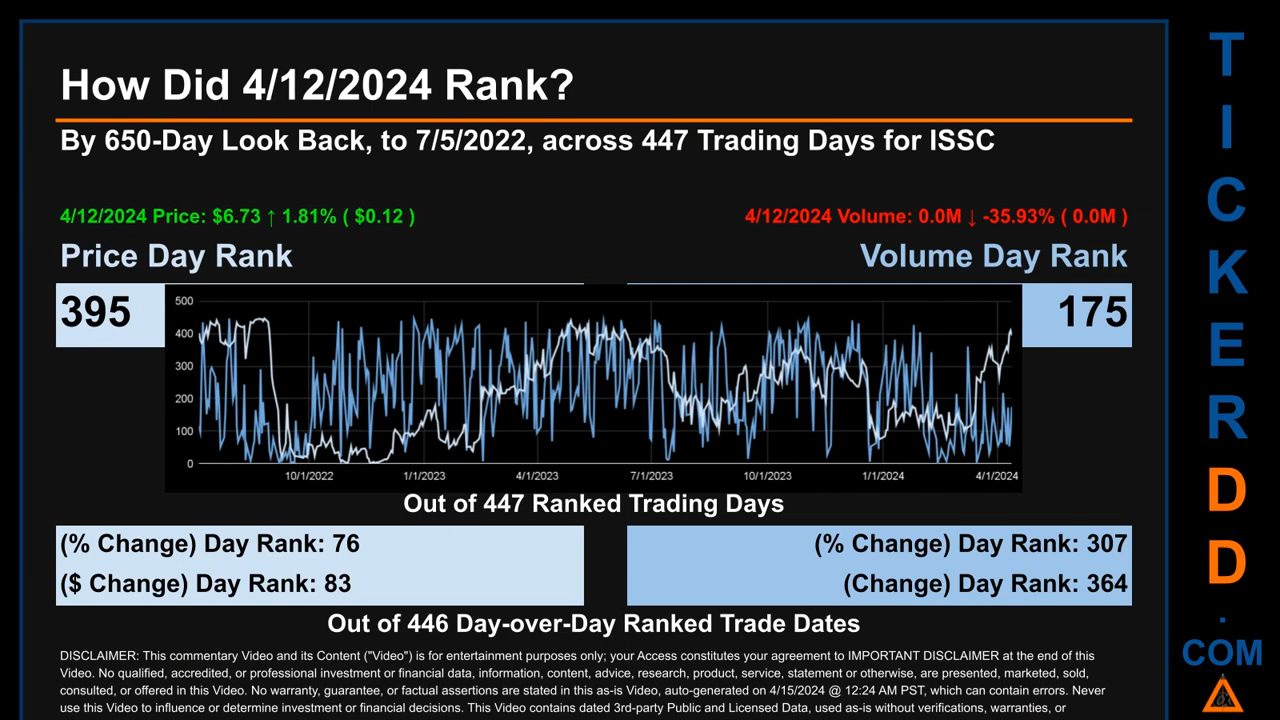 How Did 4/12/2024 Rank?
By 650-Day Look Back, to 7/5/2022, across 447 Trading Days for ISSC
4/12/2024 Price: $6.73 ↑ 1.81% ( $0.12 )
4/12/2024 Volume: 0.0M ↓ -35.93% ( 0.0M )
Price Day Rank
Volume Day Rank
395
175
500
400
300
200
100
0
10/1/2022
1/1/2023
4/1/2023
7/1/2023
10/1/2023
1/1/2024
4/1/2024
Out of 447 Ranked Trading Days
(% Change) Day Rank: 76
($ Change) Day Rank: 83
(% Change) Day Rank: 307
(Change) Day Rank: 364
Out of 446 Day-over-Day Ranked Trade Dates
DISCLAIMER: This commentary Video and its Content ("Video") is for entertainment purposes only; your Access constitutes your agreement to IMPORTANT DISCLAIMER at the end of this
Video. No qualified, accredited, or professional investment or financial data, information, content, advice, research, product, service, statement or otherwise, are presented, marketed, sold,
consulted, or offered in this Video. No warranty, guarantee, or factual assertions are stated in this as-is Video, auto-generated on 4/15/2024 @ 12:24 AM PST, which can contain errors. Never
use this Video to influence or determine investment or financial decisions. This Video contains dated 3rd-party Public and Licensed Data, used as-is without verifications, warranties, or
T
I
C
K
E
R
D
D
.
COM